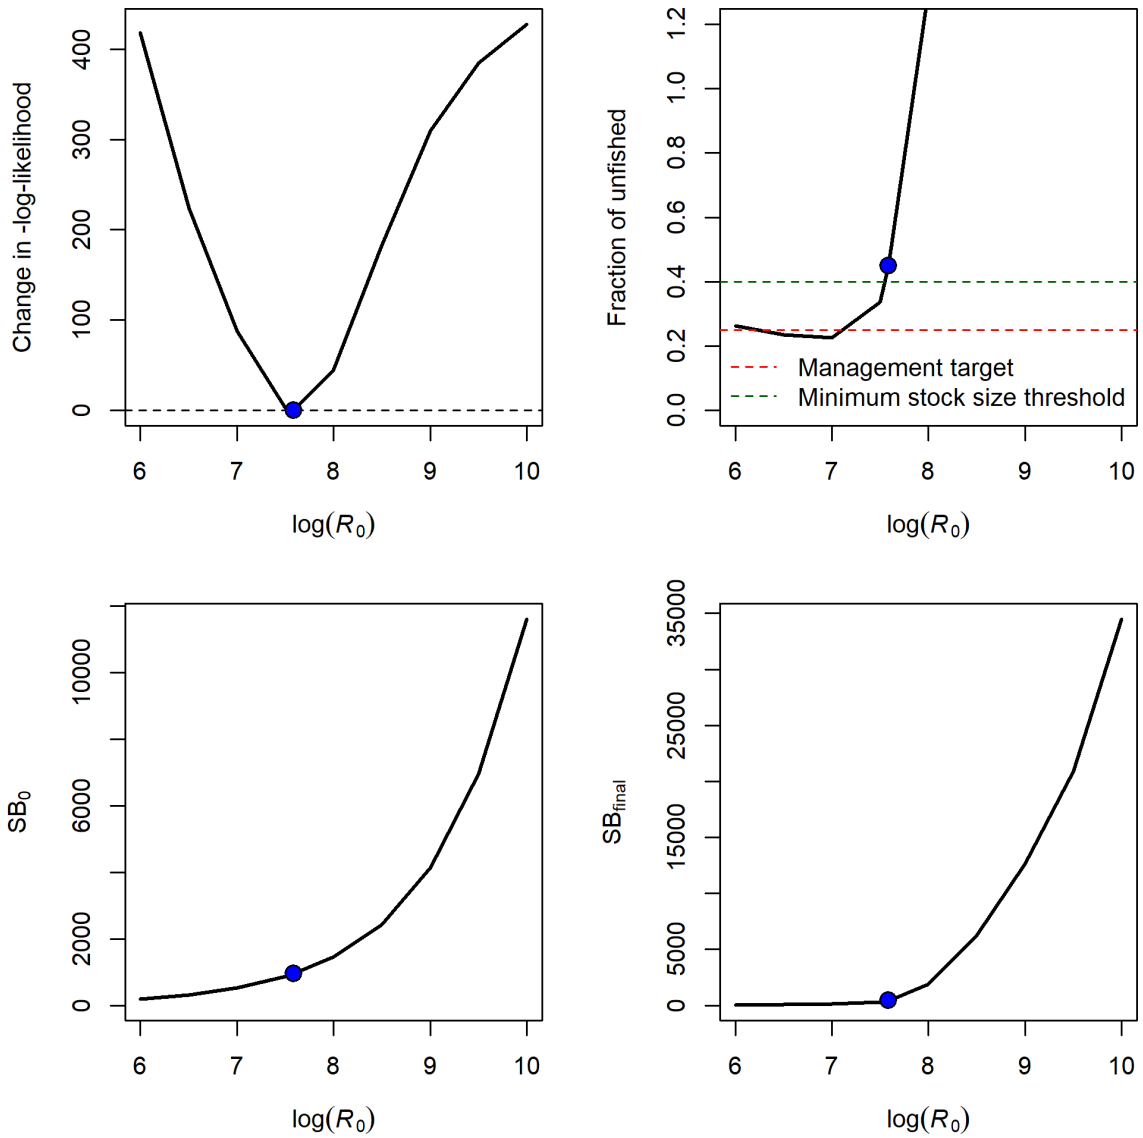 Change in -log-likelihood
400
300
200
100
0
6 7 8 9 10
log(R0)
Fraction of unfished
1.2
1.0
0.8
0.6
0.4
0.2
0.0
Management target
Minimum stock size threshold
6 7 8 9 10
log(R0)
SB0
10000
6000
2000
0
6 7 8 9 10
log(R0)
SBfinal
35000
25000
15000
5000
0
6 7 8 9 10
log(R0)